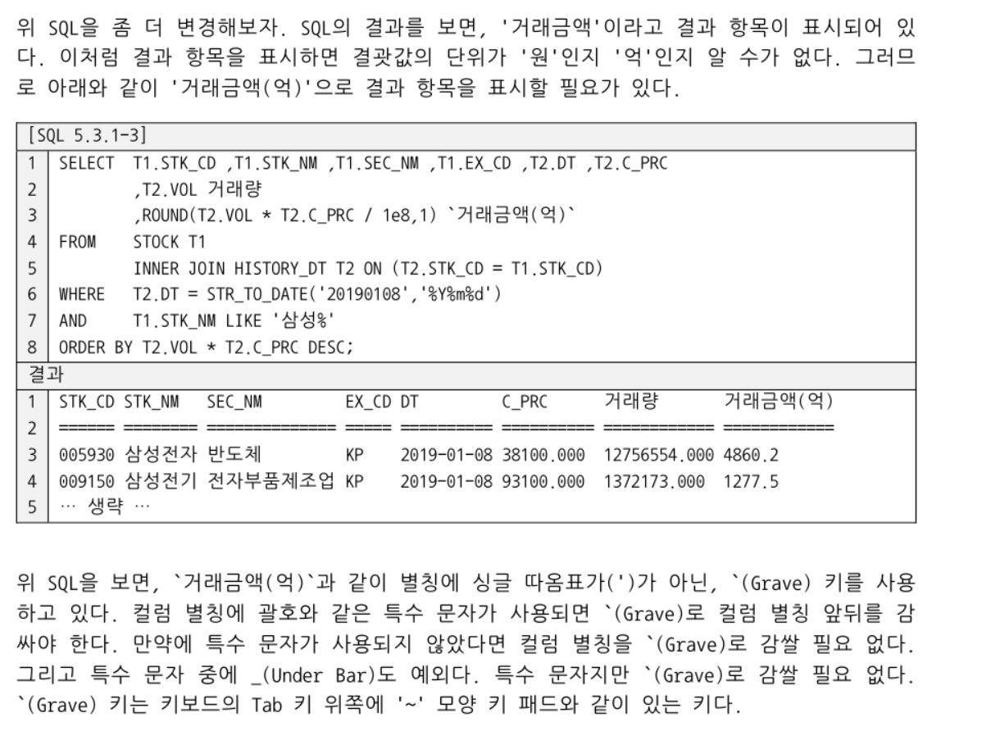 위 SQL을 좀 더 변경해보자. SQL의 결과를 보면, '거래금액'이라고 결과 항목이 표시되어 있
다. 이처럼 결과 항목을 표시하면 결괏값의 단위가 '원'인지 '억'인지 알 수가 없다. 그러므
로 아래와 같이 '거래금액(억)'으로 결과 항목을 표시할 필요가 있다.
[SQL 5.3.1-3]
1 SELECT T1.STK_CD ,T1.STK_NM ,T1.SEC_NM ,T1.EX_CD ,T2.DT ,T2.C_PRC
2 ,T2.VOL 거래량
3 ,ROUND(T2.VOL * T2.C_PRC / 1e8,1) `거래금액(억)`
4 FROM STOCK T1
5 INNER JOIN HISTORY_DT T2 ON (T2.STK_CD = T1.STK_CD)
6 WHERE T2.DT = STR_TO_DATE('20190108','%Y%m%d')
7 AND T1.STK_NM LIKE '삼성%'
8 ORDER BY T2.VOL * T2.C_PRC DESC;
결과
1 STK_CD STK_NM SEC_NM EX_CD DT C_PRC 거래량 거래금액(억)
2 ====== ======== ============== ===== ========== ========== ============ ============
3 005930 삼성전자 반도체 KP 2019-01-08 38100.000 12756554.000 4860.2
4 009150 삼성전기 전자부품제조업 KP 2019-01-08 93100.000 1372173.000 1277.5
5 … 생략 …
위 SQL을 보면, `거래금액(억)`과 같이 별칭에 싱글 따옴표가(')가 아닌, `(Grave) 키를 사용
하고 있다. 컬럼 별칭에 괄호와 같은 특수 문자가 사용되면 `(Grave)로 컬럼 별칭 앞뒤를 감
싸야 한다. 만약에 특수 문자가 사용되지 않았다면 컬럼 별칭을 `(Grave)로 감쌀 필요 없다.
그리고 특수 문자 중에 _(Under Bar)도 예외다. 특수 문자지만 `(Grave)로 감쌀 필요 없다.
`(Grave) 키는 키보드의 Tab 키 위쪽에 '~' 모양 키 패드와 같이 있는 키다.